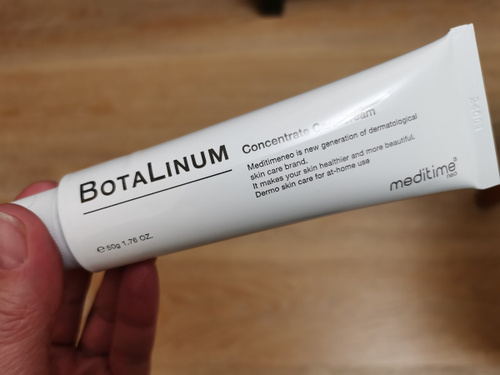 BOTALINUM
Concentrate Cream
Meditimeneo is new generation of dermatological
skin care brand.
It makes your skin healthier and more beautiful.
Dermo skin care for at-home use
meditime
neo
℮ 50g 1.76 OZ.